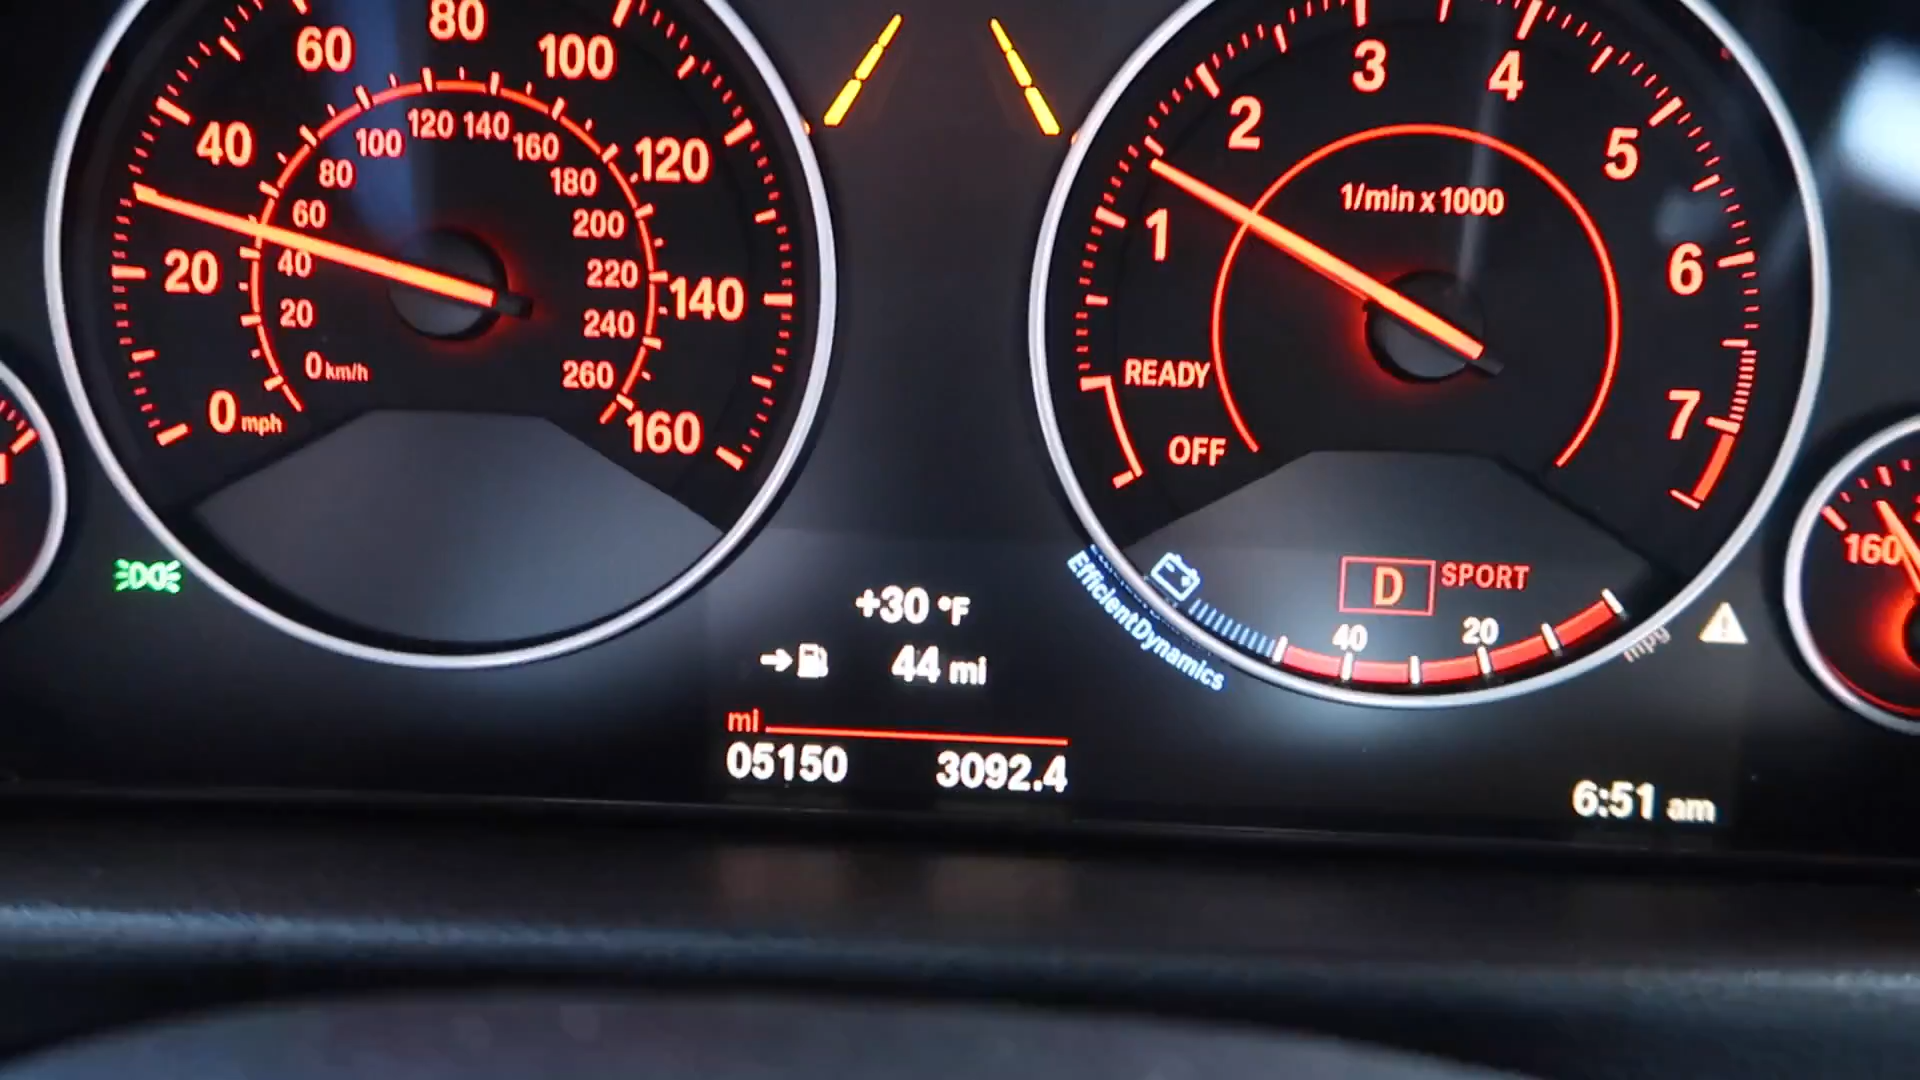 60
80
100
40
120
20
140
0 mph
160
80
100
120
140
160
180
60
200
40
220
20
240
0 km/h
260
3
4
2
5
1/min x 1000
1
6
READY
7
OFF
D
SPORT
40
20
mpg
EfficientDynamics
+30 °F
44 mi
mi
05150
3092.4
6:51 am
160